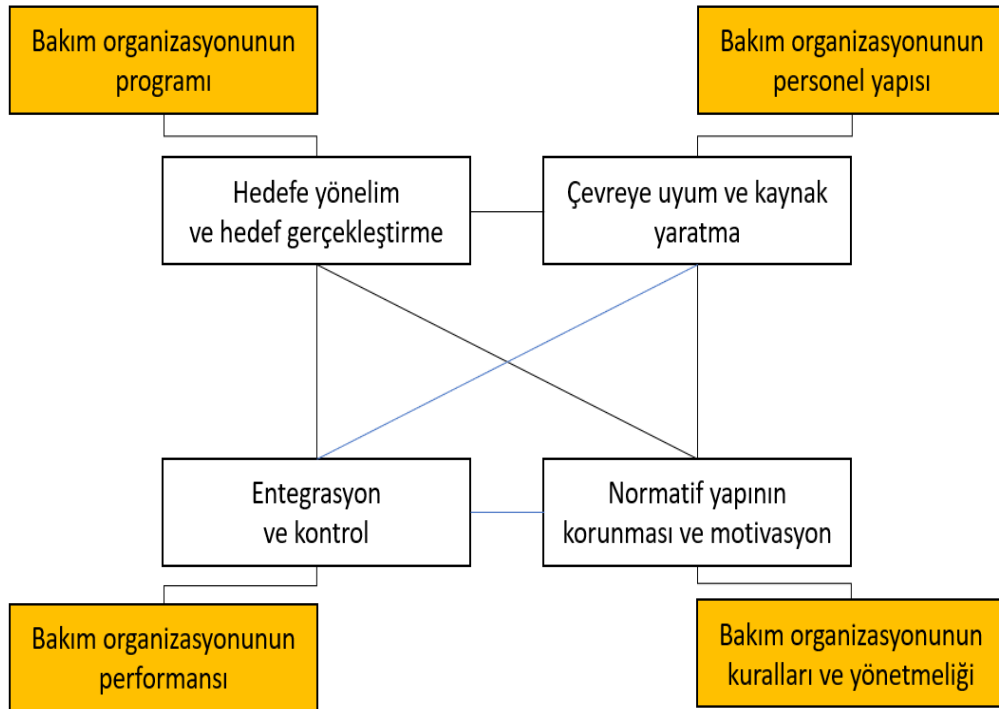 Bakım organizasyonunun
programı
Bakım organizasyonunun
personel yapısı
Hedefe yönelim
ve hedef gerçekleştirme
Çevreye uyum ve kaynak
yaratma
Entegrasyon
ve kontrol
Normatif yapının
korunması ve motivasyon
Bakım organizasyonunun
performansı
Bakım organizasyonunun
kuralları ve yönetmeliği